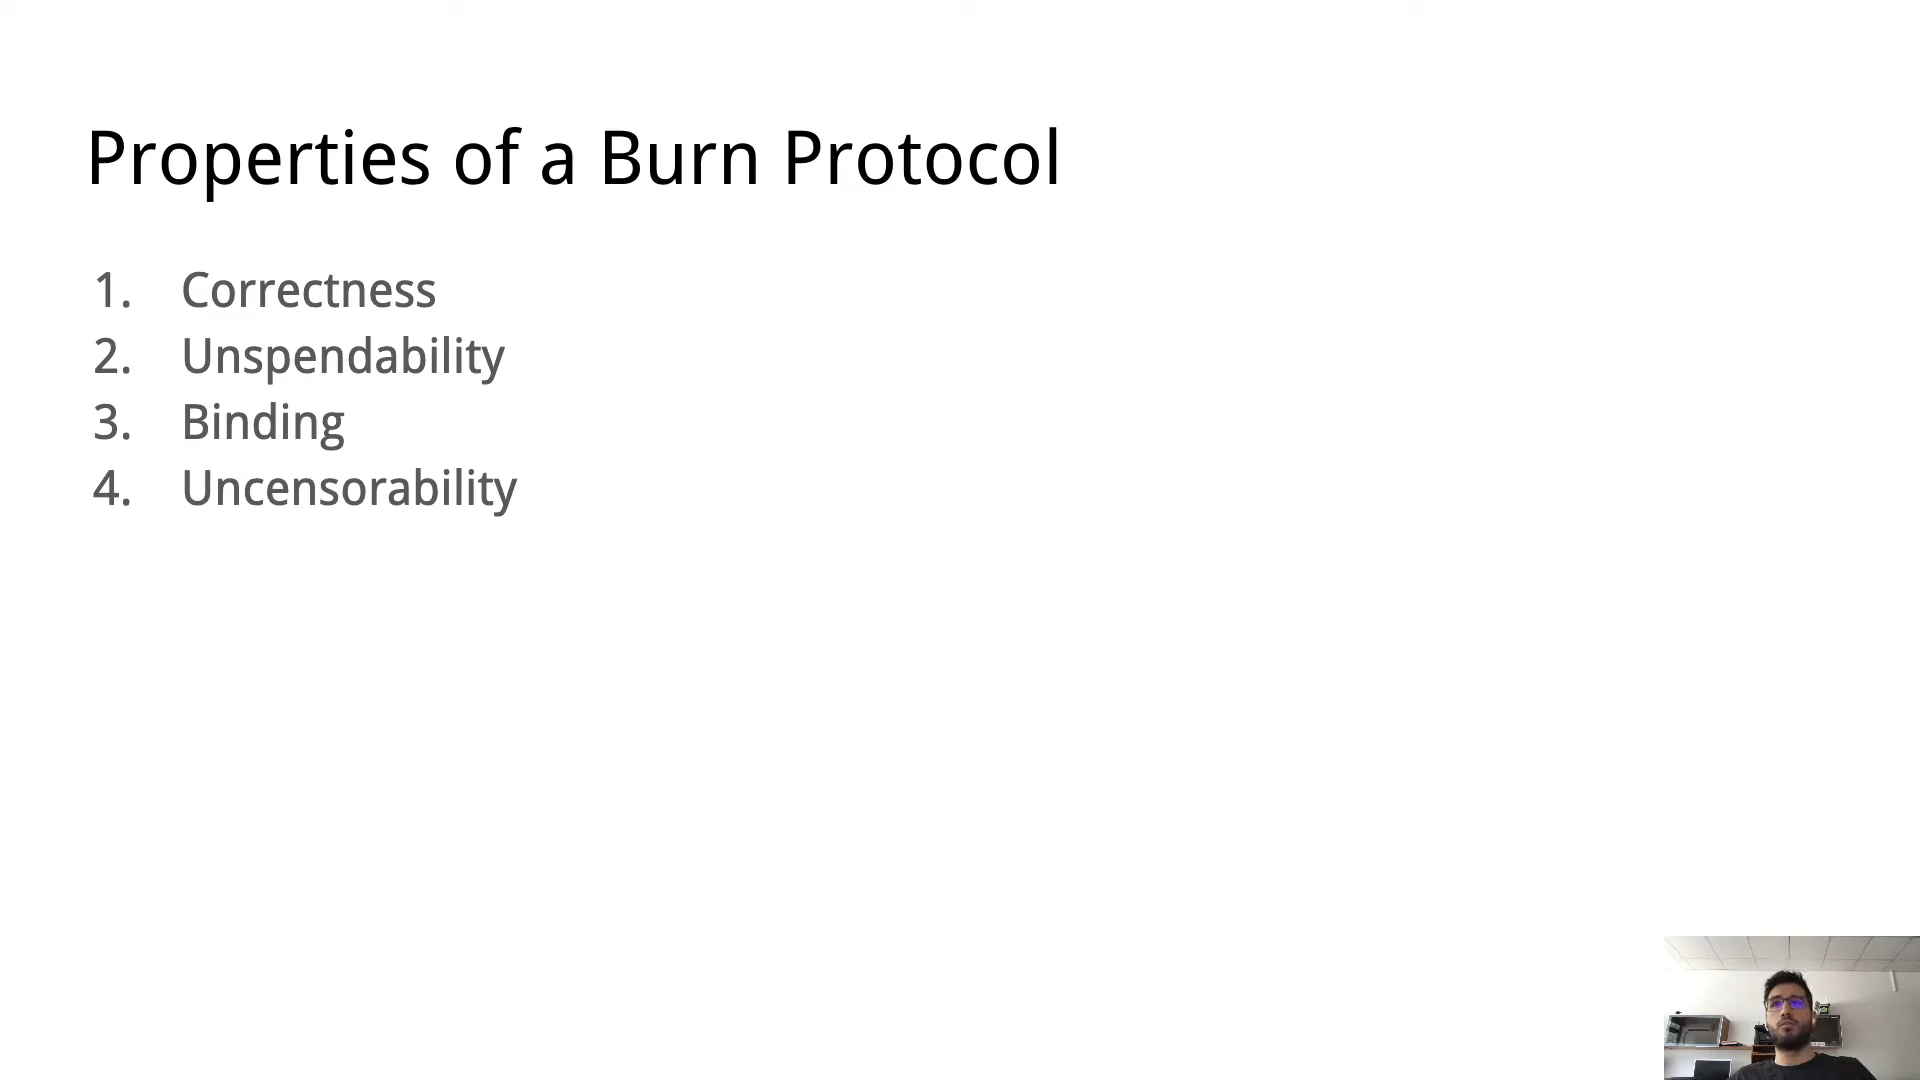 Properties of a Burn Protocol
1. Correctness
2. Unspendability
3. Binding
4. Uncensorability